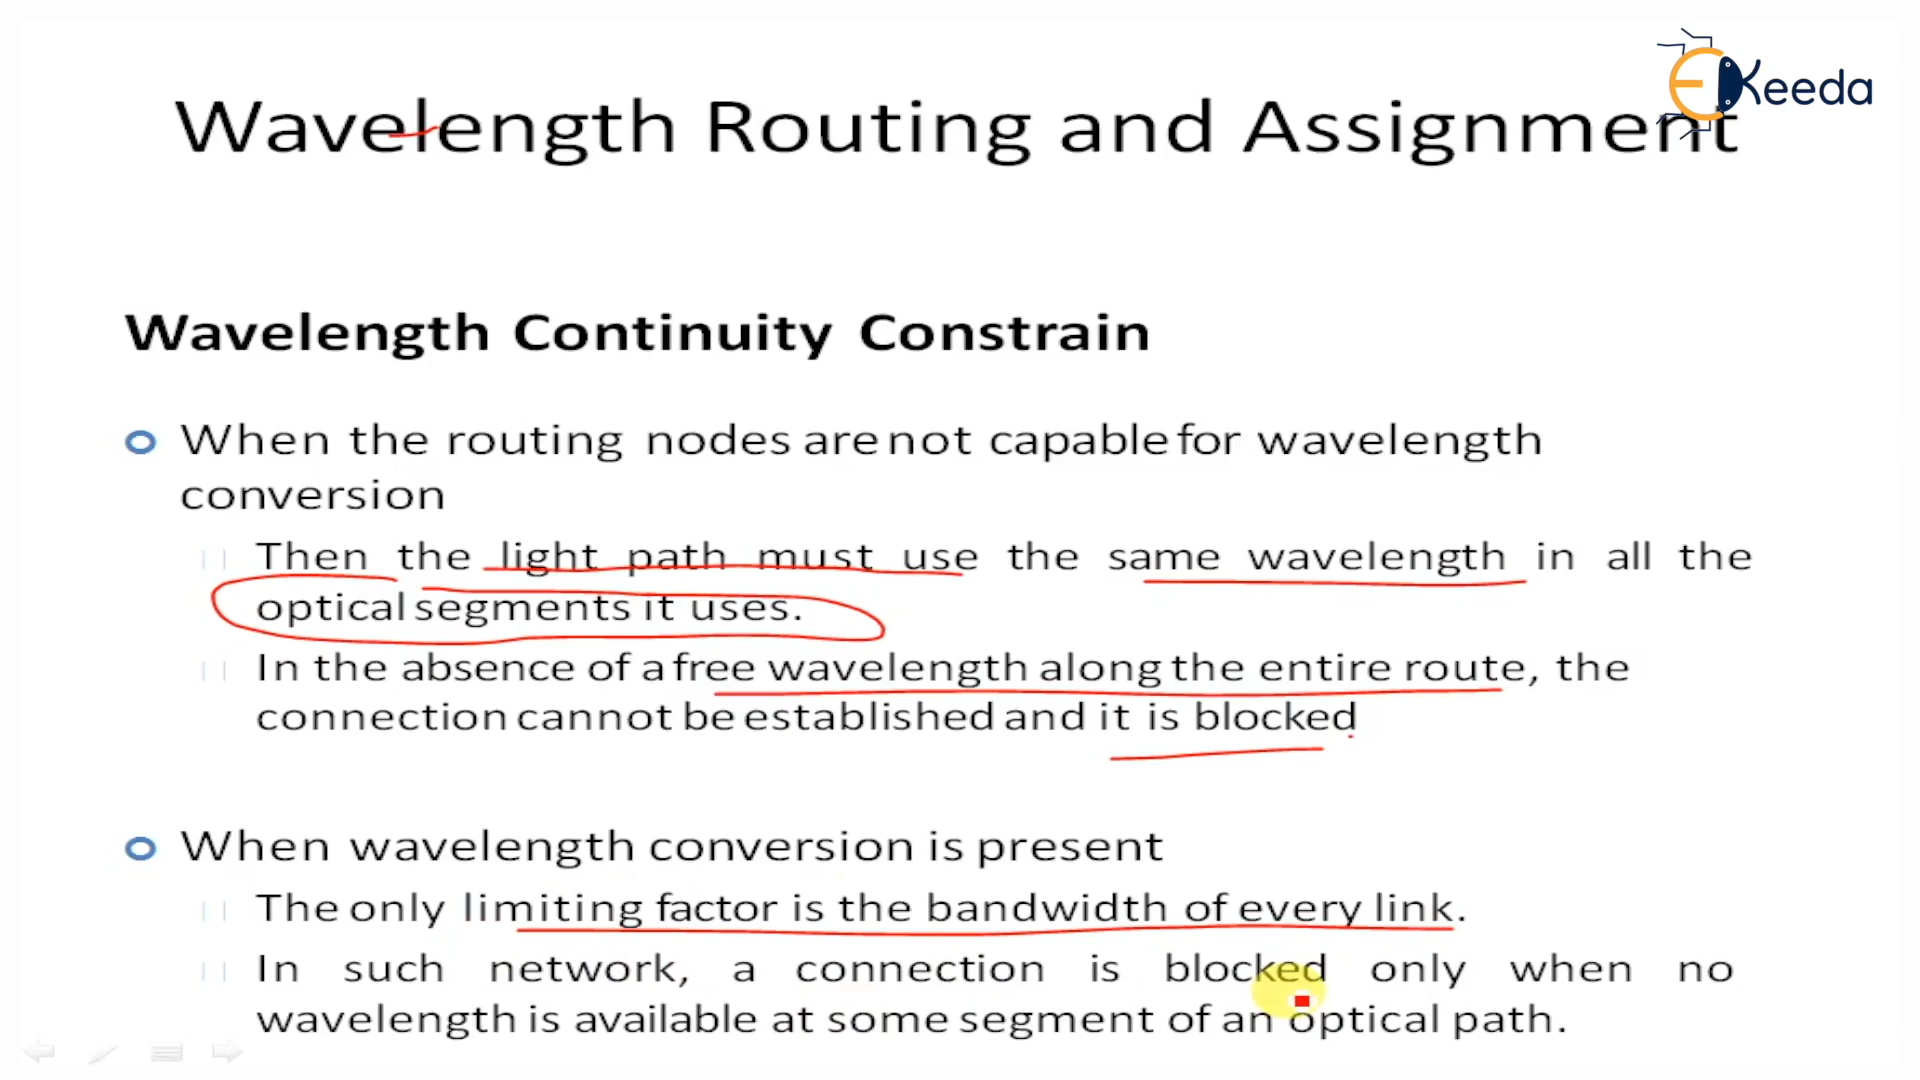 EKeeda
Wavelength Routing and Assignment
Wavelength Continuity Constrain
When the routing nodes are not capable for wavelength
conversion
Then the light path must use the same wavelength in all the
optical segments it uses.
In the absence of a free wavelength along the entire route, the
connection cannot be established and it is blocked
When wavelength conversion is present
The only limiting factor is the bandwidth of every link.
In such network, a connection is blocked only when no
wavelength is available at some segment of an optical path.